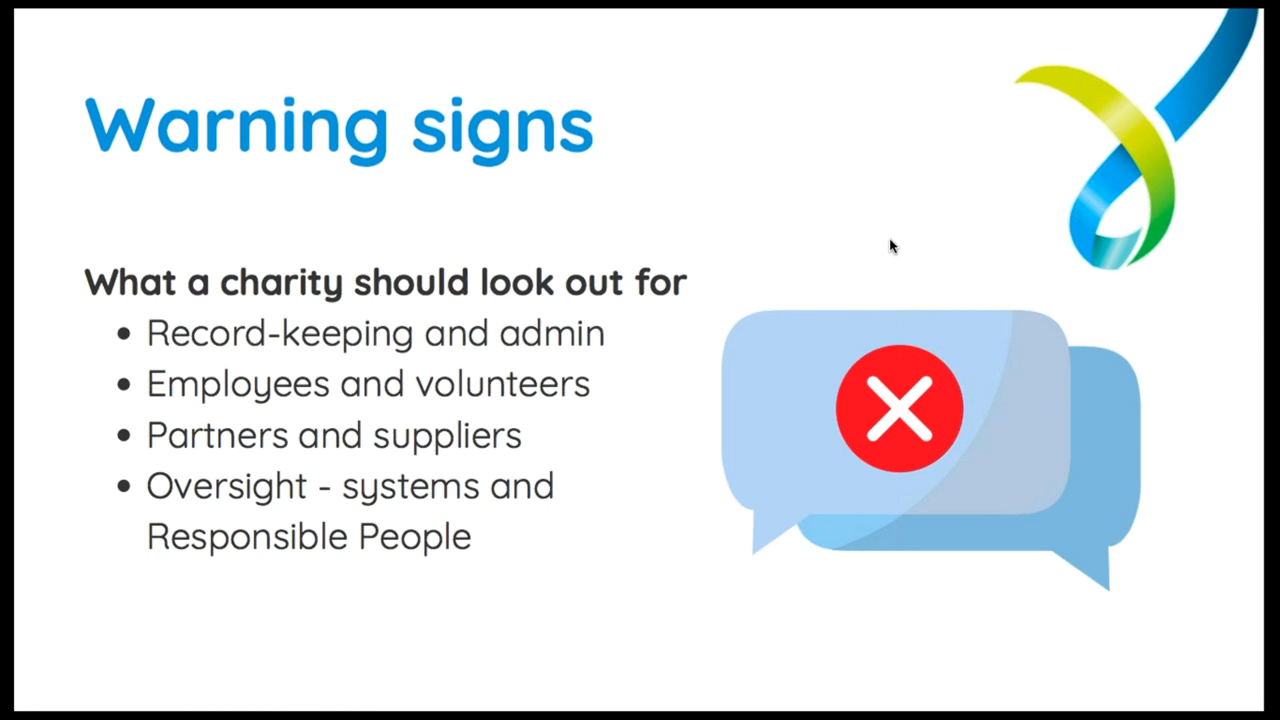 Warning signs
What a charity should look out for
• Record-keeping and admin
• Employees and volunteers
• Partners and suppliers
• Oversight - systems and
Responsible People